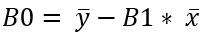 B0 = y̅ − B1 * x̅